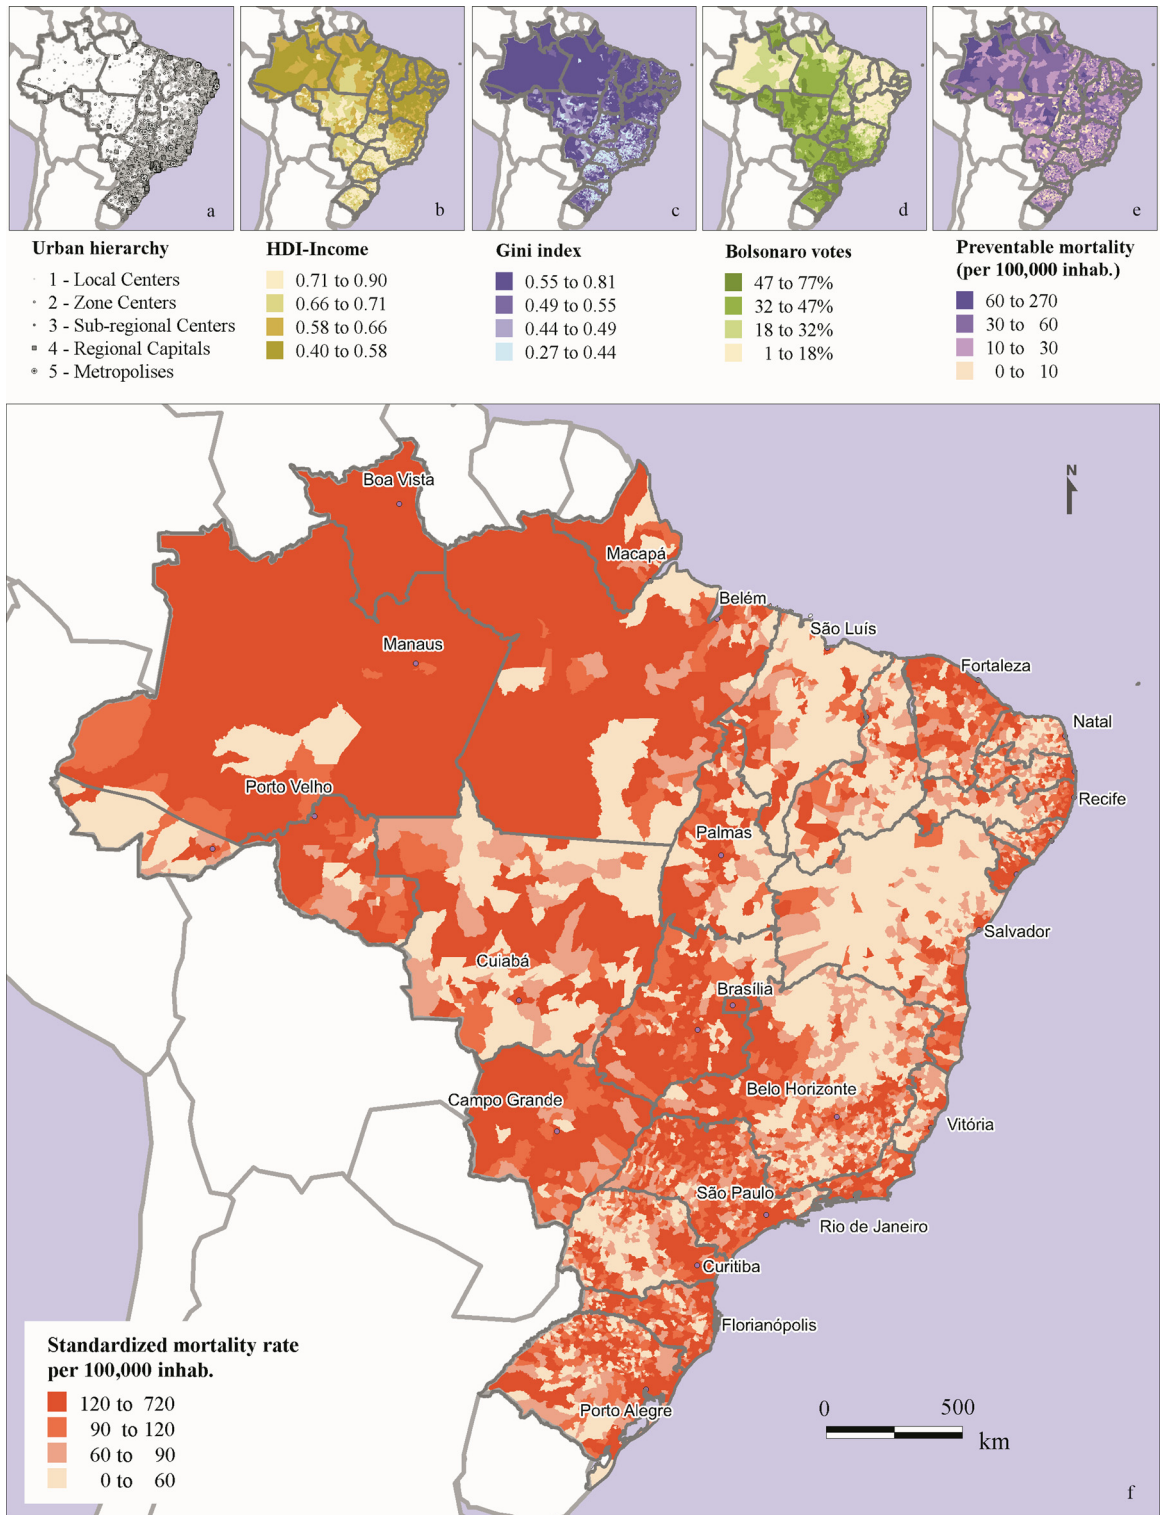 a
b
c
d
e
Urban hierarchy
1 - Local Centers
2 - Zone Centers
3 - Sub-regional Centers
4 - Regional Capitals
5 - Metropolises
HDI-Income
0.71 to 0.90
0.66 to 0.71
0.58 to 0.66
0.40 to 0.58
Gini index
0.55 to 0.81
0.49 to 0.55
0.44 to 0.49
0.27 to 0.44
Bolsonaro votes
47 to 77%
32 to 47%
18 to 32%
1 to 18%
Preventable mortality
(per 100,000 inhab.)
60 to 270
30 to 60
10 to 30
0 to 10
N
Boa Vista
Macapá
Belém
São Luís
Manaus
Fortaleza
Natal
Porto Velho
Recife
Palmas
Salvador
Cuiabá
Brasília
Belo Horizonte
Campo Grande
Vitória
São Paulo
Rio de Janeiro
Curitiba
Florianópolis
Porto Alegre
Standardized mortality rate
per 100,000 inhab.
120 to 720
90 to 120
60 to 90
0 to 60
0 500
km
f